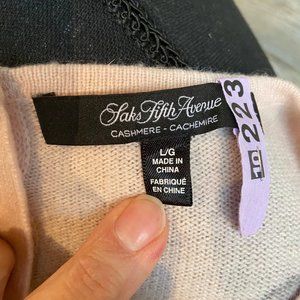 Saks Fifth Avenue
CASHMERE - CACHEMIRE
L/G
MADE IN
CHINA
FABRIQUÉ
EN CHINE
10 223